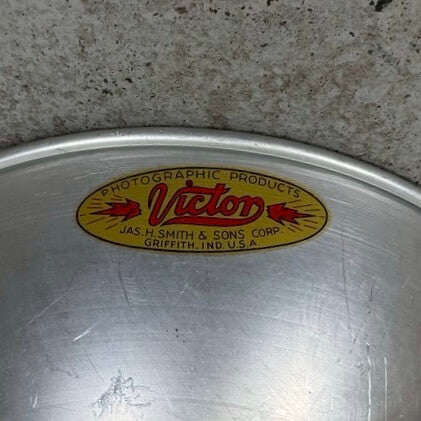 PHOTOGRAPHIC PRODUCTS
Victor
JAS. H. SMITH & SONS CORP.
GRIFFITH, IND. U.S.A.